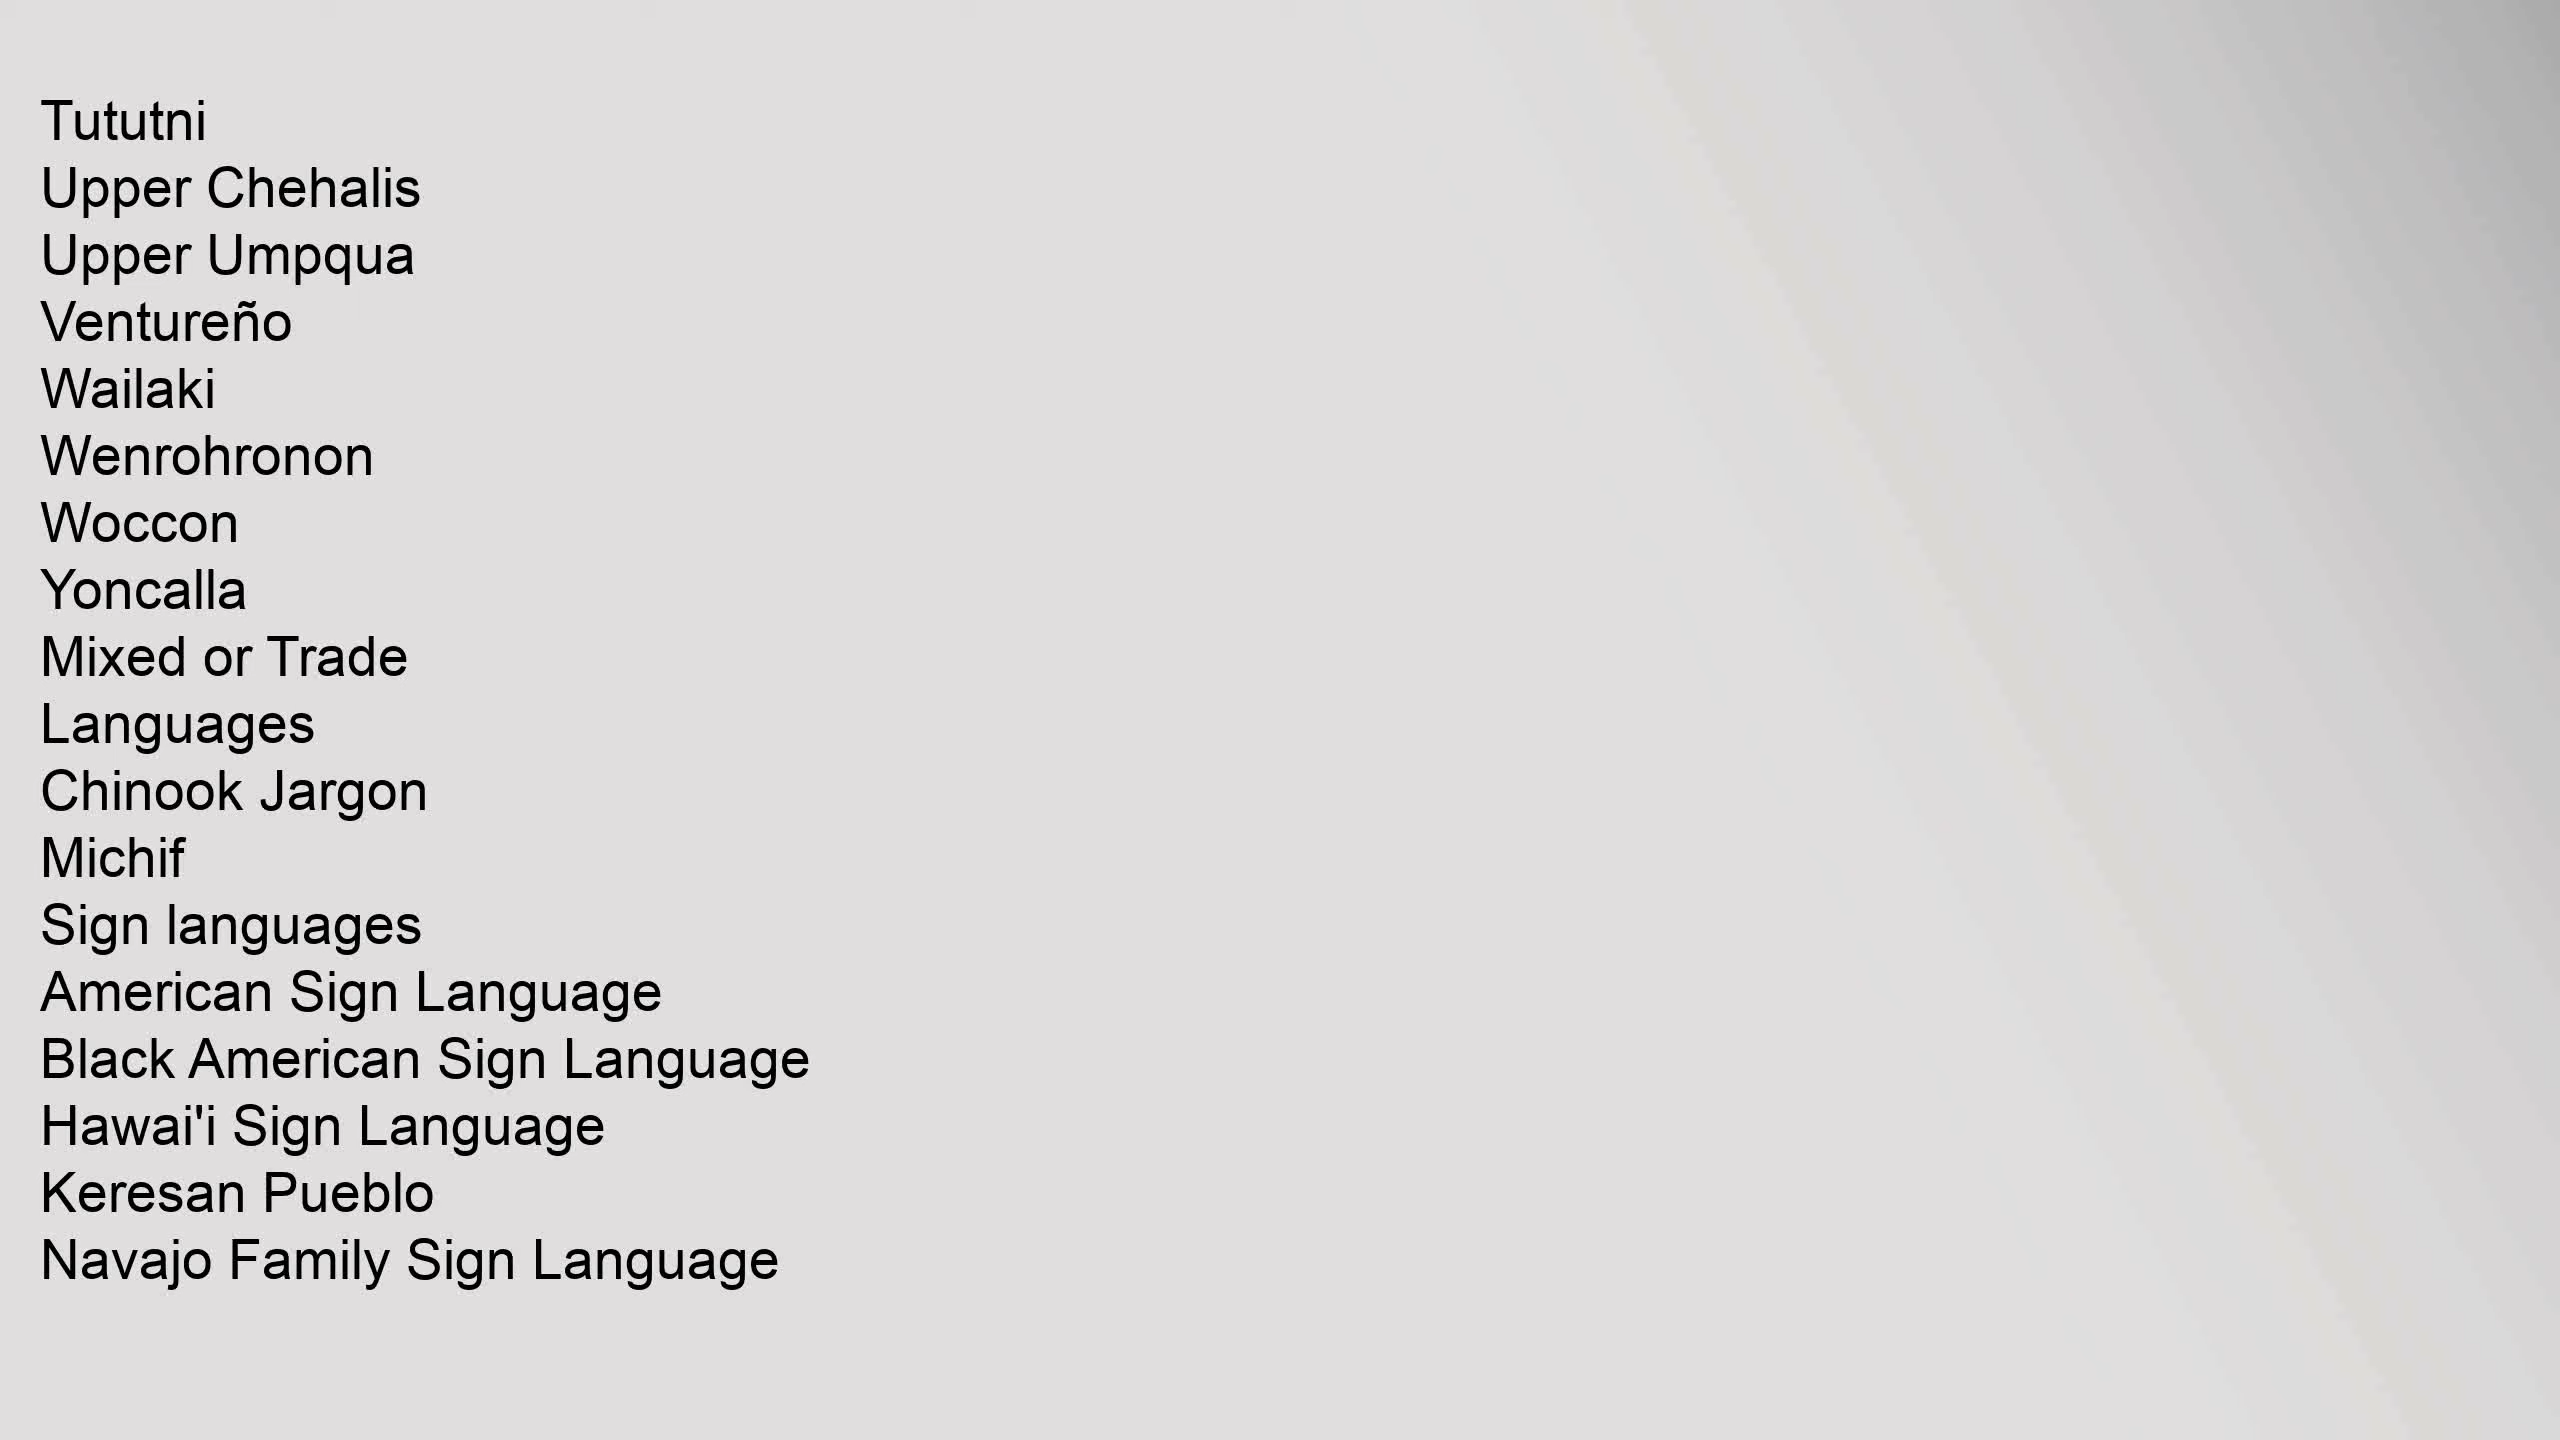 Tututni
Upper Chehalis
Upper Umpqua
Ventureño
Wailaki
Wenrohronon
Woccon
Yoncalla
Mixed or Trade
Languages
Chinook Jargon
Michif
Sign languages
American Sign Language
Black American Sign Language
Hawai'i Sign Language
Keresan Pueblo
Navajo Family Sign Language